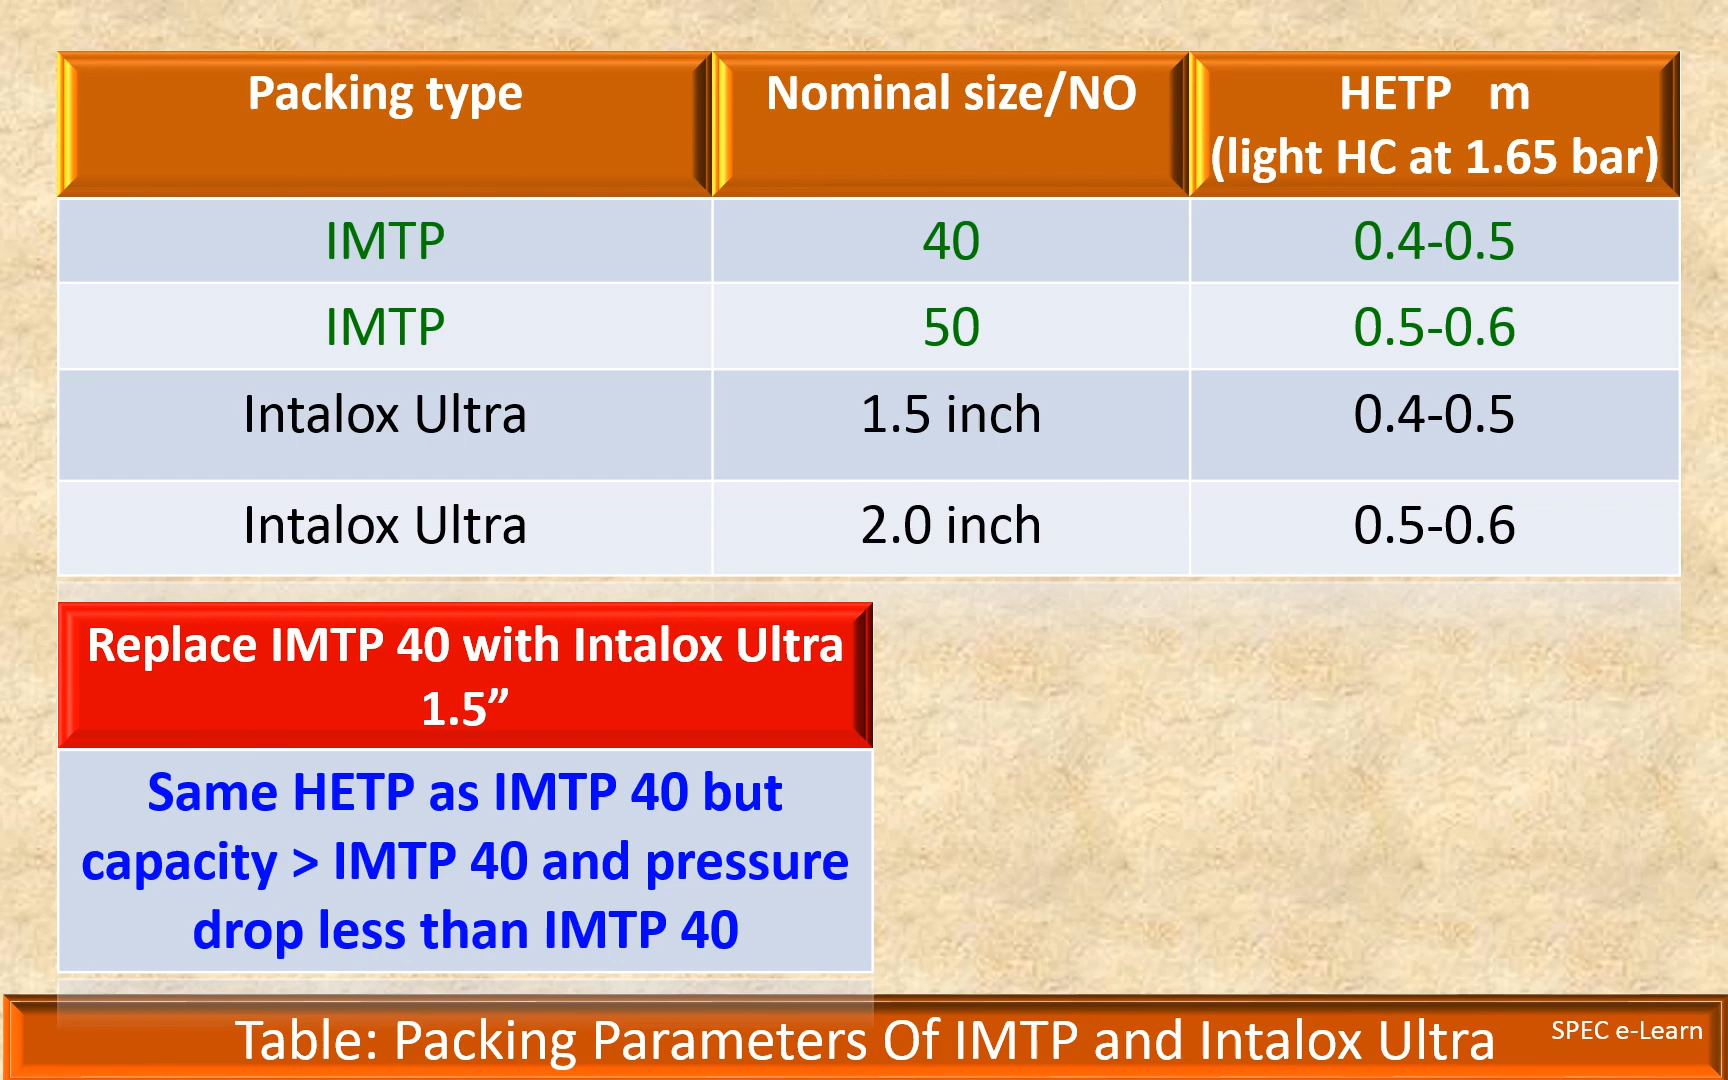 Packing type Nominal size/NO HETP m
(light HC at 1.65 bar)
IMTP 40 0.4-0.5
IMTP 50 0.5-0.6
Intalox Ultra 1.5 inch 0.4-0.5
Intalox Ultra 2.0 inch 0.5-0.6
Replace IMTP 40 with Intalox Ultra
1.5”
Same HETP as IMTP 40 but
capacity > IMTP 40 and pressure
drop less than IMTP 40
Table: Packing Parameters Of IMTP and Intalox Ultra SPEC e-Learn